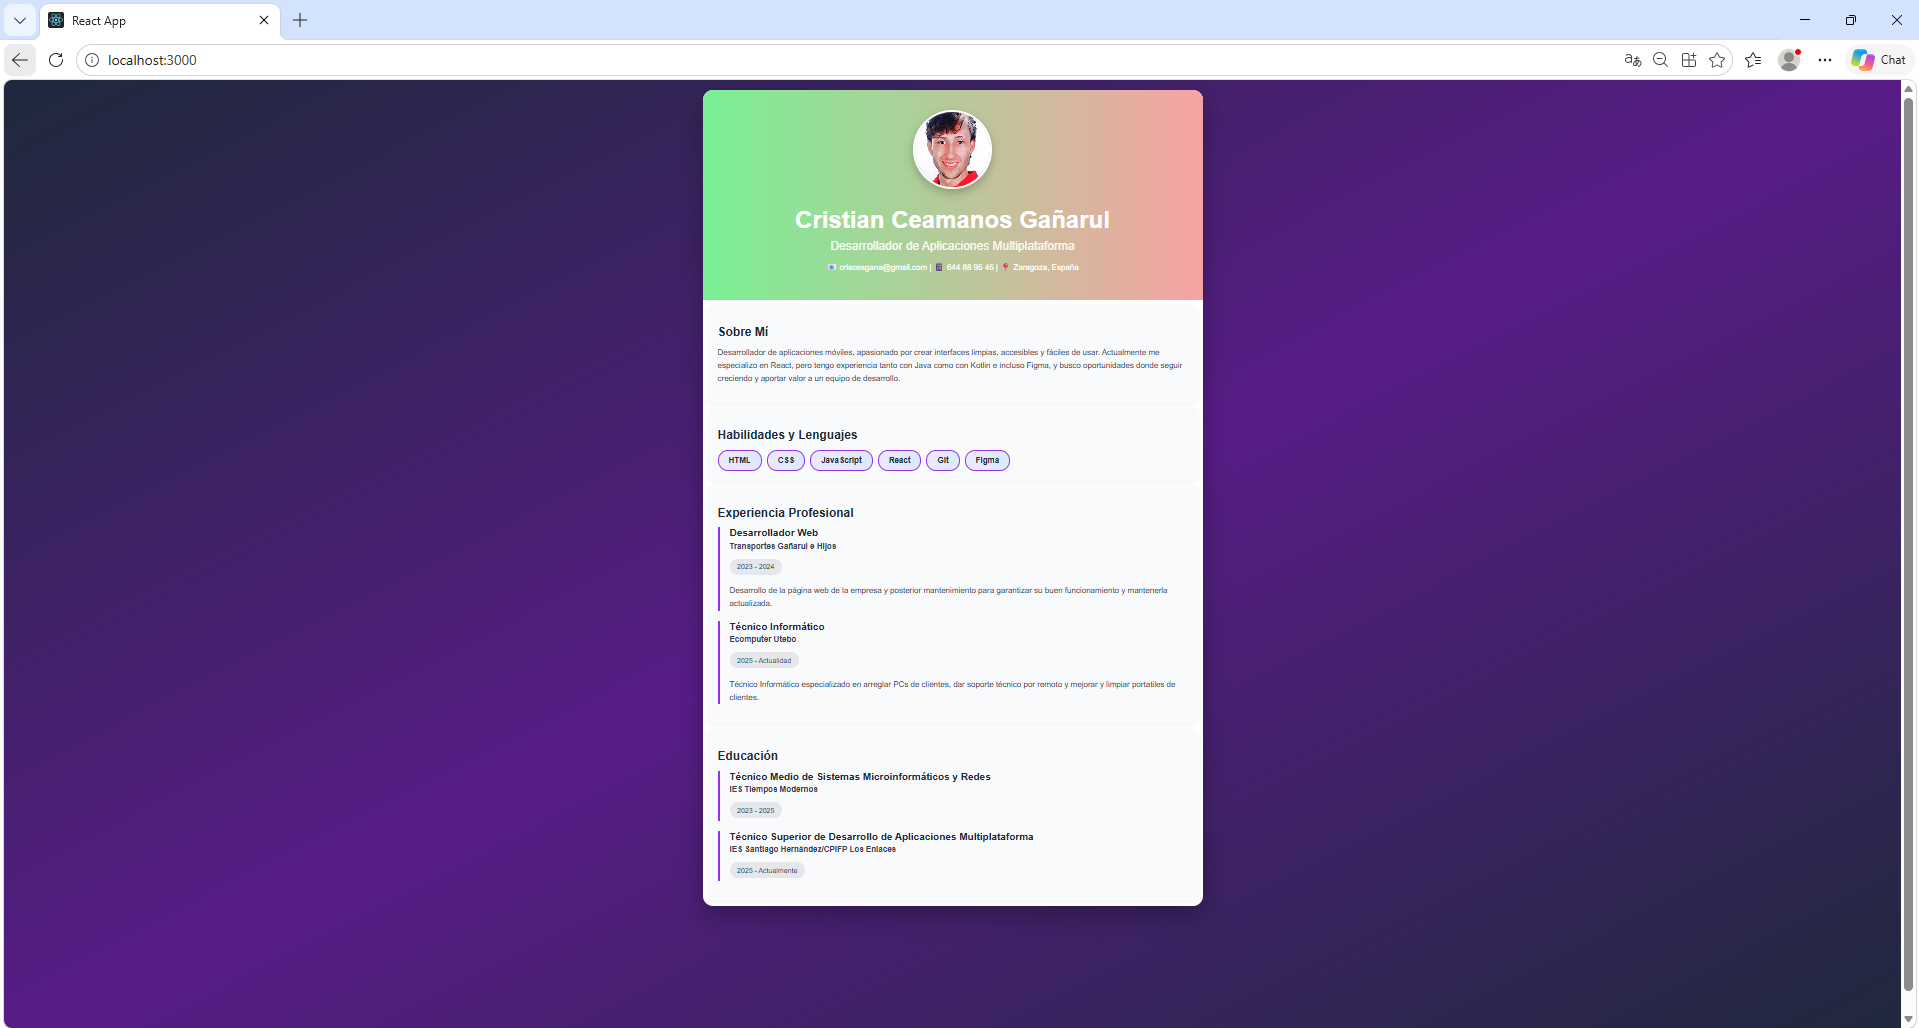 React App
localhost:3000
Chat
Cristian Ceamanos Gañarul
Desarrollador de Aplicaciones Multiplataforma
crisceagana@gmail.com | 644 88 95 45 | Zaragoza, España
Sobre Mí
Desarrollador de aplicaciones móviles, apasionado por crear interfaces limpias, accesibles y fáciles de usar. Actualmente me
especializo en React, pero tengo experiencia tanto con Java como con Kotlin e incluso Figma, y busco oportunidades donde seguir
creciendo y aportar valor a un equipo de desarrollo.
Habilidades y Lenguajes
HTML CSS JavaScript React Git Figma
Experiencia Profesional
Desarrollador Web
Transportes Gañarul e Hijos
2023 - 2024
Desarrollo de la página web de la empresa y posterior mantenimiento para garantizar su buen funcionamiento y mantenerla
actualizada.
Técnico Informático
Ecomputer Utebo
2025 - Actualidad
Técnico Informático especializado en arreglar PCs de clientes, dar soporte técnico por remoto y mejorar y limpiar portatiles de
clientes.
Educación
Técnico Medio de Sistemas Microinformáticos y Redes
IES Tiempos Modernos
2023 - 2025
Técnico Superior de Desarrollo de Aplicaciones Multiplataforma
IES Santiago Hernández/CPIFP Los Enlaces
2025 - Actualmente